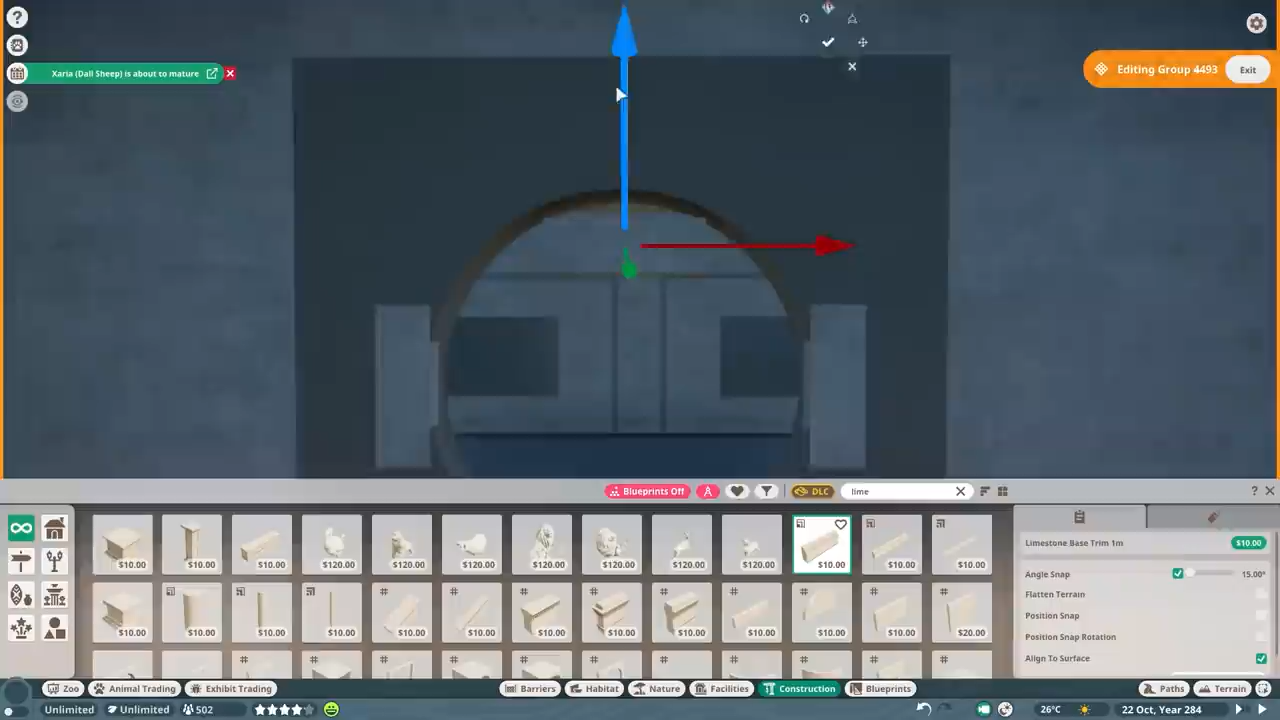 ?
Xaria (Dall Sheep) is about to mature
Editing Group 4493
Exit
Blueprints Off
DLC
lime
? 
$10.00 $10.00 $10.00 $120.00 $120.00 $120.00 $120.00 $120.00 $120.00 $120.00 $10.00 $10.00 $10.00
$10.00 $10.00 $10.00 $10.00 $10.00 $10.00 $10.00 $10.00 $10.00 $10.00 $10.00 $10.00 $20.00
Limestone Base Trim 1m
$10.00
Angle Snap
15.00°
Flatten Terrain
Position Snap
Position Snap Rotation
Align To Surface
Zoo
Animal Trading
Exhibit Trading
Barriers
Habitat
Nature
Facilities
Construction
Blueprints
Paths
Terrain
Unlimited
Unlimited
502
26°C
22 Oct, Year 284